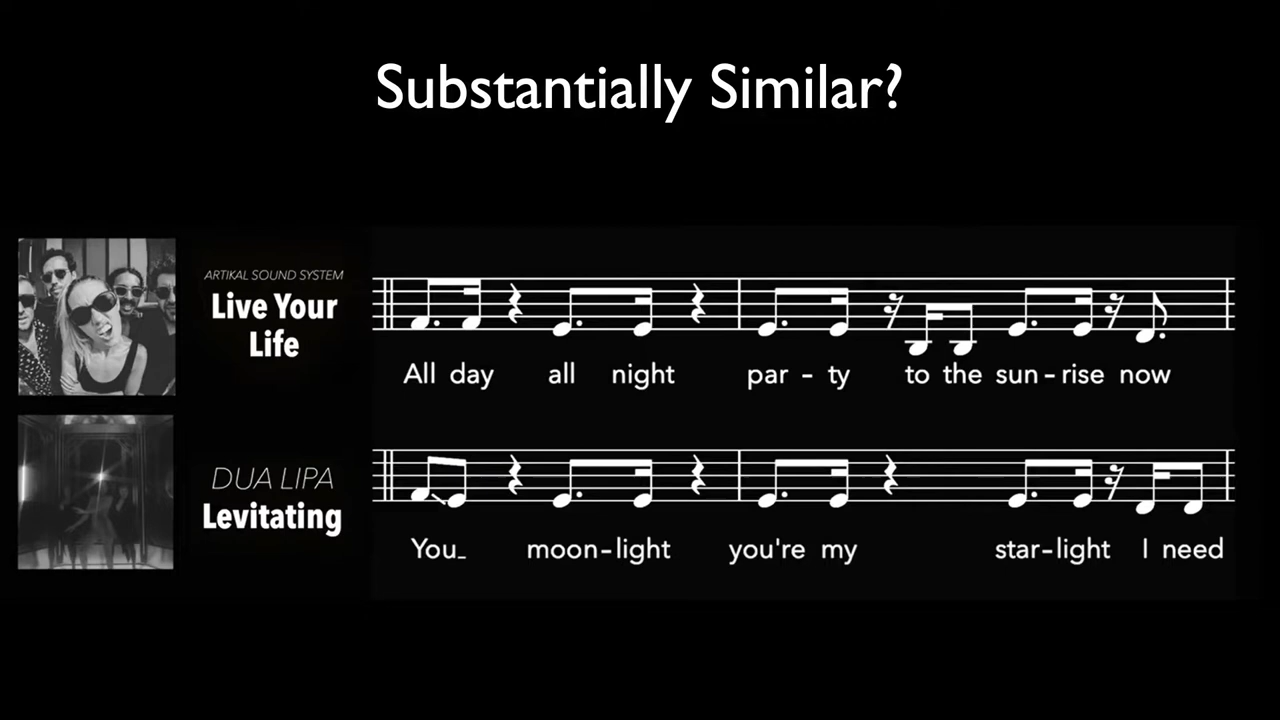 Substantially Similar?
ARTIKAL SOUND SYSTEM
Live Your
Life
All day all night par - ty to the sun - rise now
DUA LIPA
Levitating
You_ moon - light you're my star - light I need